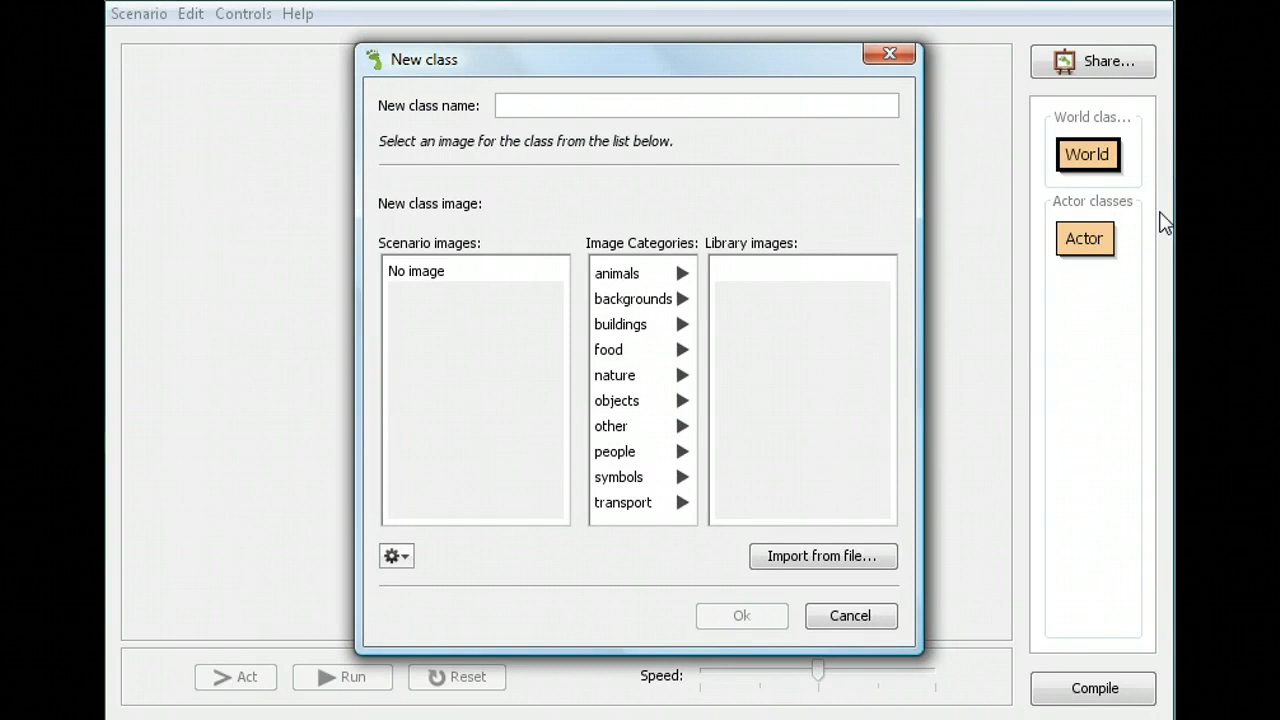 Scenario Edit Controls Help
New class
Share...
New class name:
Select an image for the class from the list below.
World clas...
World
New class image:
Actor classes
Actor
Scenario images:
Image Categories:
Library images:
No image
animals
backgrounds
buildings
food
nature
objects
other
people
symbols
transport
Import from file...
Ok
Cancel
Act
Run
Reset
Speed:
Compile